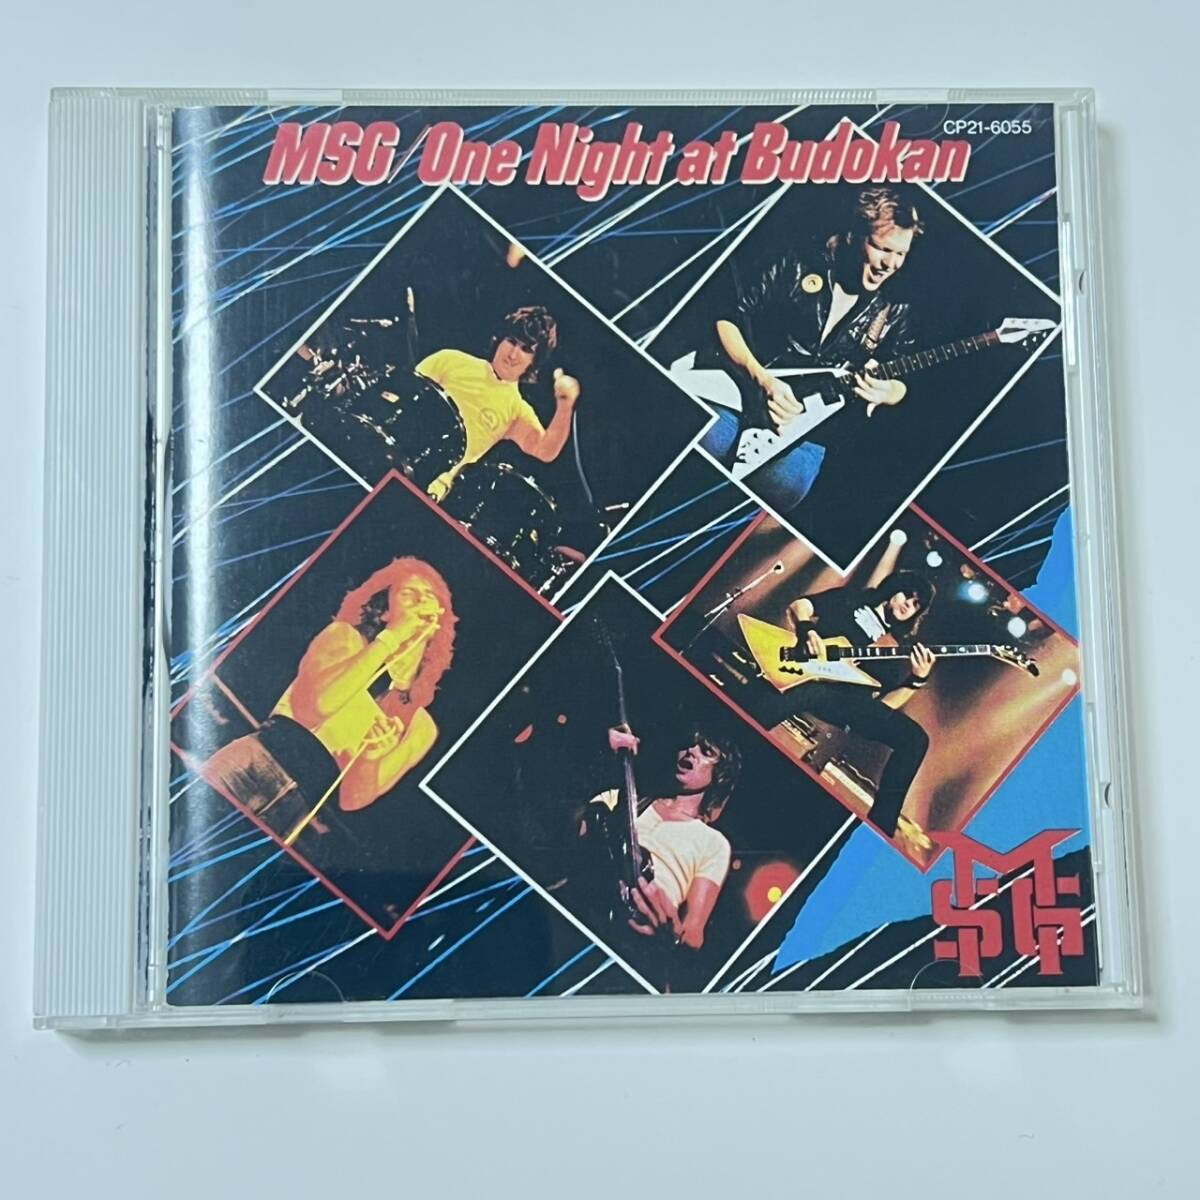 MSG/One Night at Budokan
CP21-6055
MSG